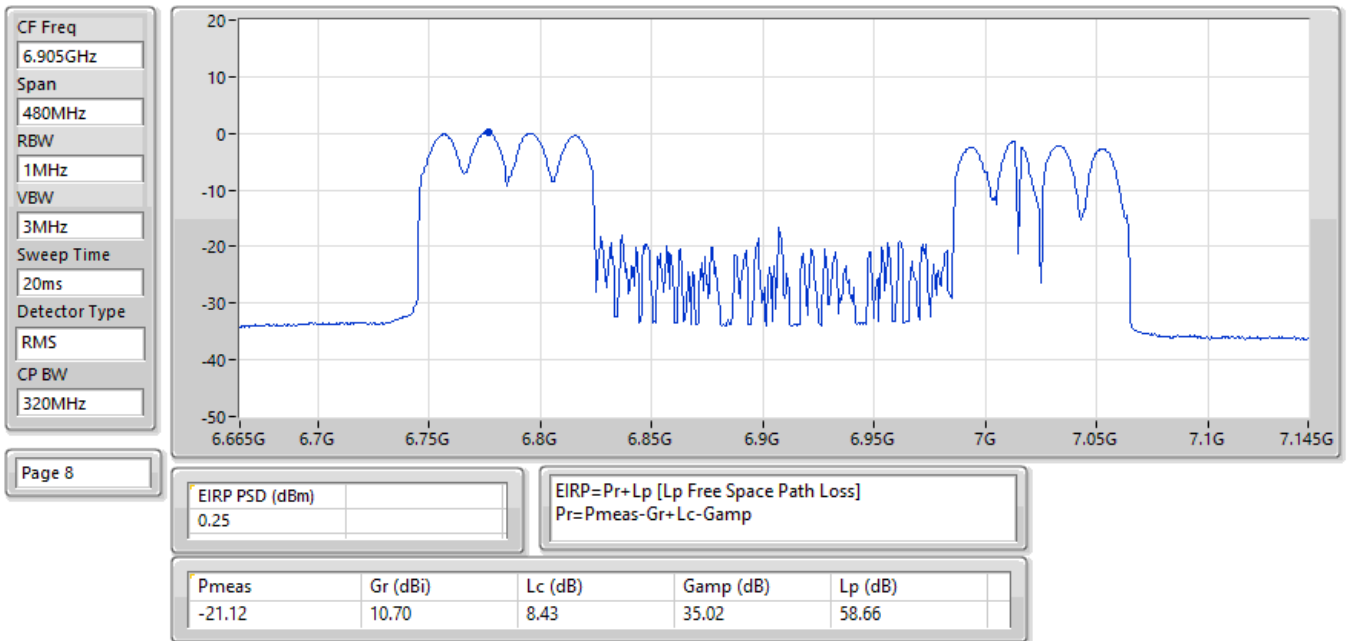 CF Freq
6.905GHz
Span
480MHz
RBW
1MHz
VBW
3MHz
Sweep Time
20ms
Detector Type
RMS
CP BW
320MHz
Page 8
20
10
0
-10
-20
-30
-40
-50
6.665G 6.7G 6.75G 6.8G 6.85G 6.9G 6.95G 7G 7.05G 7.1G 7.145G
EIRP PSD (dBm)
0.25
EIRP=Pr+Lp [Lp Free Space Path Loss]
Pr=Pmeas-Gr+Lc-Gamp
Pmeas Gr (dBi) Lc (dB) Gamp (dB) Lp (dB)
-21.12 10.70 8.43 35.02 58.66